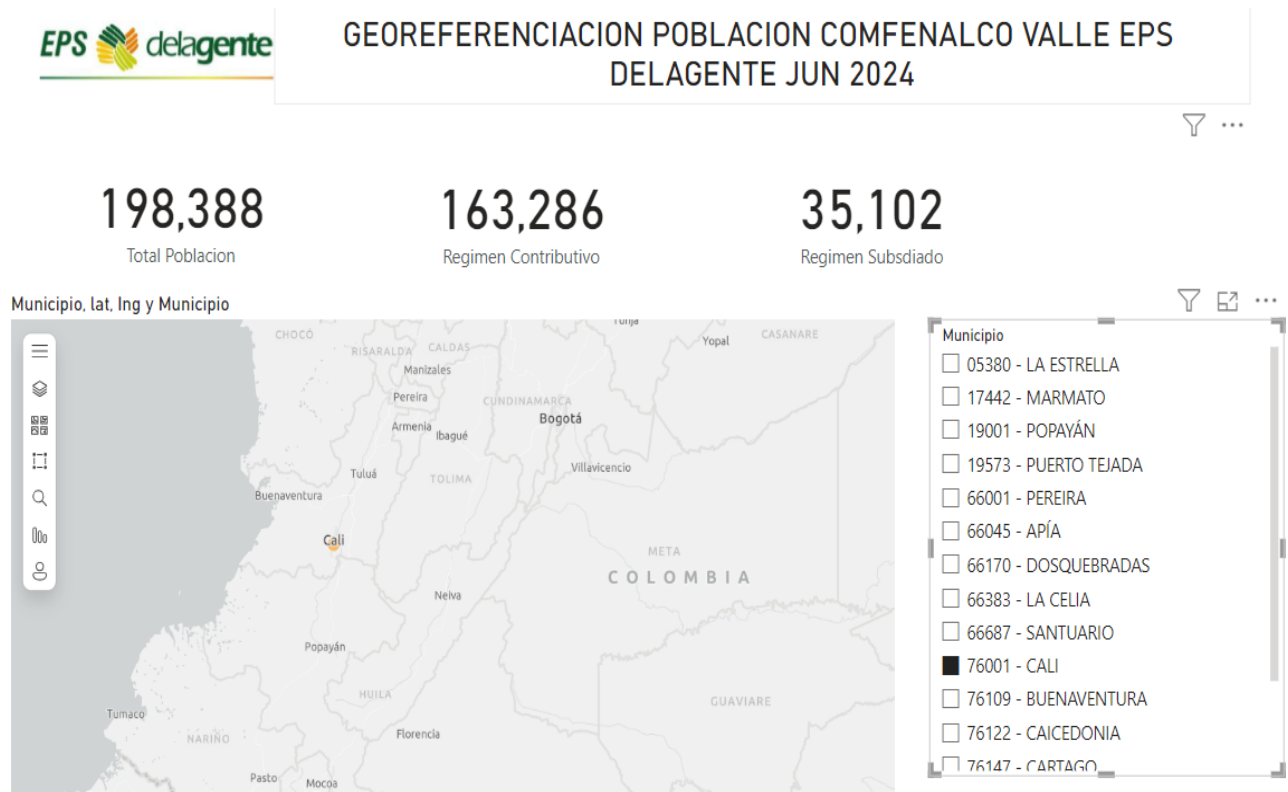 EPS delagente
GEOREFERENCIACION POBLACION COMFENALCO VALLE EPS
DELAGENTE JUN 2024
198,388
Total Poblacion
163,286
Regimen Contributivo
35,102
Regimen Subsdiado
Municipio, lat, lng y Municipio
CHOCÓ
RISARALDA
CALDAS
Tunja
Yopal
CASANARE
Manizales
Pereira
CUNDINAMARCA
Bogotá
Armenia
Ibagué
Villavicencio
Tuluá
TOLIMA
Buenaventura
Cali
META
COLOMBIA
Neiva
Popayán
HUILA
GUAVIARE
Tumaco
NARIÑO
Florencia
Pasto
Mocoa
Municipio
05380 - LA ESTRELLA
17442 - MARMATO
19001 - POPAYÁN
19573 - PUERTO TEJADA
66001 - PEREIRA
66045 - APÍA
66170 - DOSQUEBRADAS
66383 - LA CELIA
66687 - SANTUARIO
76001 - CALI
76109 - BUENAVENTURA
76122 - CAICEDONIA
76147 - CARTAGO